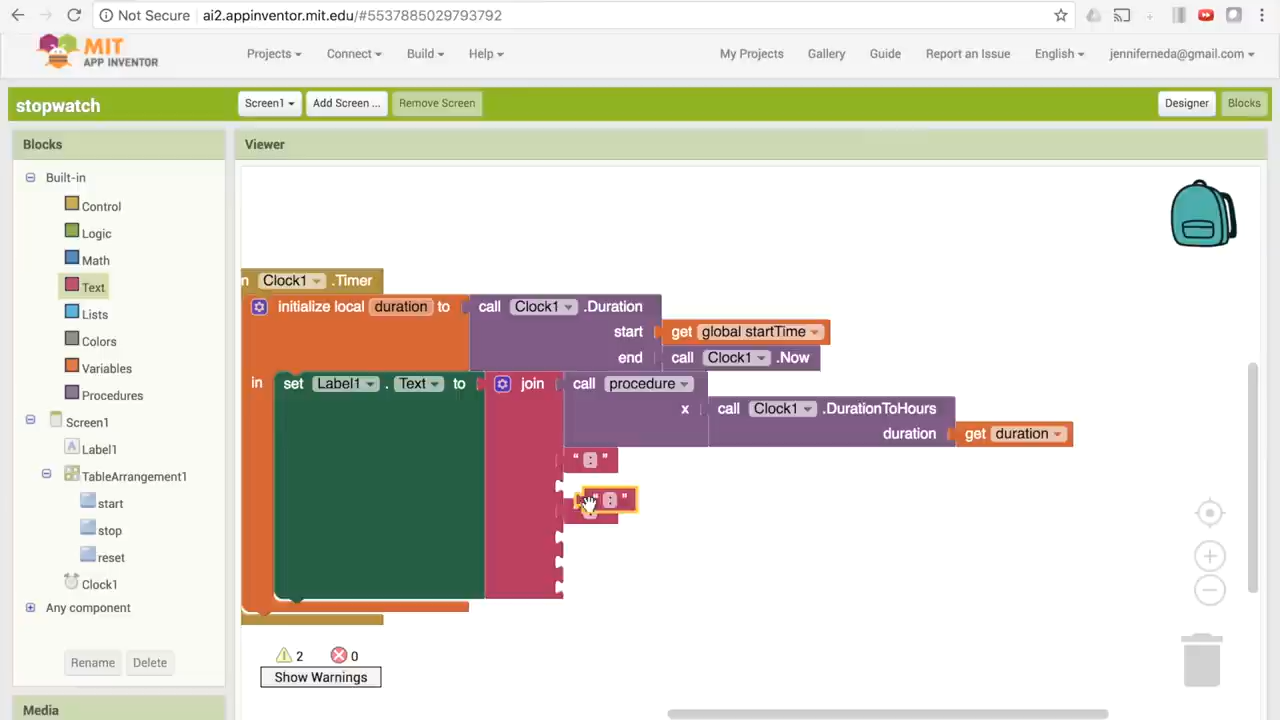 Not Secure ai2.appinventor.mit.edu/#5537885029793792
MIT
APP INVENTOR
Projects Connect Build Help My Projects Gallery Guide Report an Issue English jenniferneda@gmail.com
stopwatch Screen1 Add Screen ... Remove Screen Designer Blocks
Blocks Viewer
Built-in
Control
Logic
Math
Text
Lists
Colors
Variables
Procedures
Screen1
Label1
TableArrangement1
start
stop
reset
Clock1
Any component
Rename Delete
Media
n Clock1 .Timer
initialize local duration to call Clock1 .Duration
start get global startTime
end call Clock1 .Now
in set Label1 . Text to join call procedure
x call Clock1 .DurationToHours
duration get duration
" : "
" : "
2 0
Show Warnings